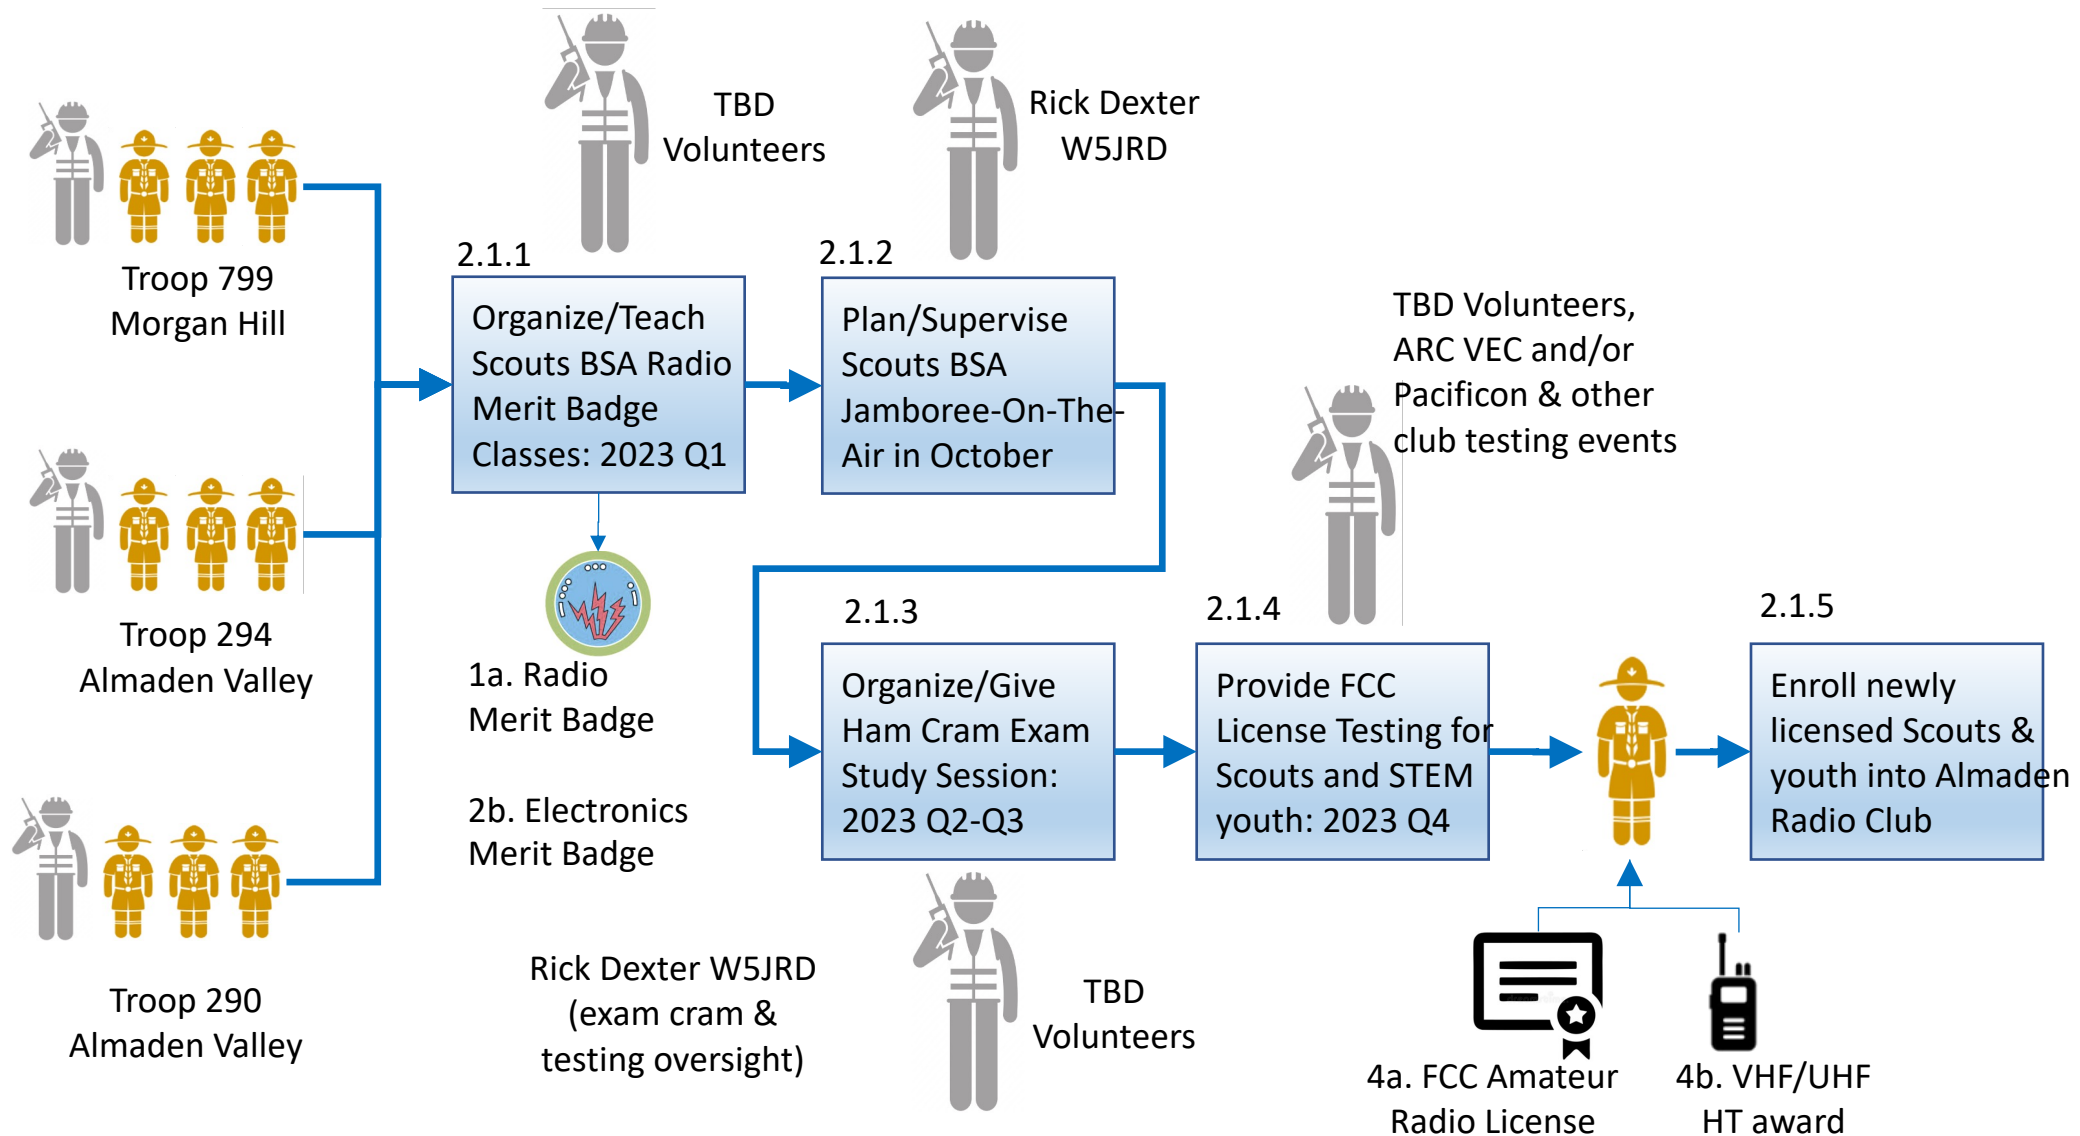 TBD
Volunteers
Rick Dexter
W5JRD
Troop 799
Morgan Hill
2.1.1
Organize/Teach
Scouts BSA Radio
Merit Badge
Classes: 2023 Q1
2.1.2
Plan/Supervise
Scouts BSA
Jamboree-On-The-
Air in October
TBD Volunteers,
ARC VEC and/or
Pacificon & other
club testing events
Troop 294
Almaden Valley
1a. Radio
Merit Badge
2b. Electronics
Merit Badge
2.1.3
Organize/Give
Ham Cram Exam
Study Session:
2023 Q2-Q3
2.1.4
Provide FCC
License Testing for
Scouts and STEM
youth: 2023 Q4
2.1.5
Enroll newly
licensed Scouts &
youth into Almaden
Radio Club
Troop 290
Almaden Valley
Rick Dexter W5JRD
(exam cram &
testing oversight)
TBD
Volunteers
4a. FCC Amateur
Radio License
4b. VHF/UHF
HT award